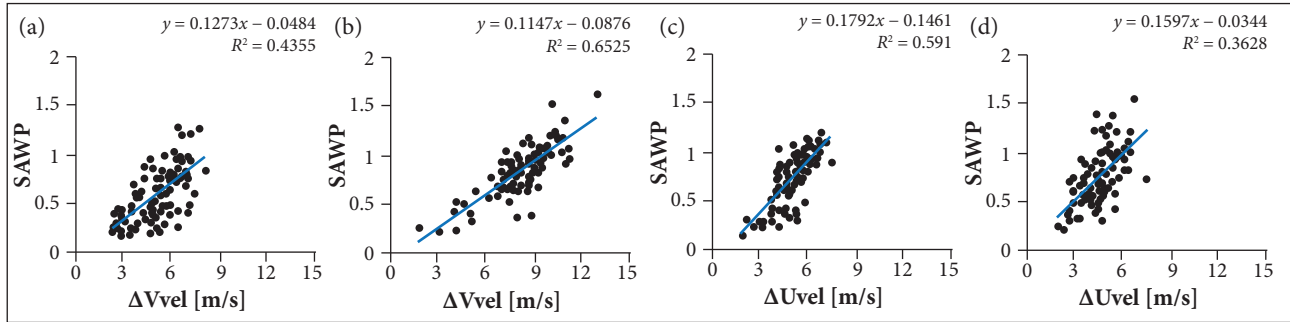 (a)
y = 0.1273x – 0.0484
R² = 0.4355
SAWP
2
1.5
1
0.5
0
0 3 6 9 12 15
ΔVvel [m/s]
(b)
y = 0.1147x – 0.0876
R² = 0.6525
SAWP
2
1.5
1
0.5
0
0 3 6 9 12 15
ΔVvel [m/s]
(c)
y = 0.1792x – 0.1461
R² = 0.591
SAWP
2
1.5
1
0.5
0
0 3 6 9 12 15
ΔUvel [m/s]
(d)
y = 0.1597x – 0.0344
R² = 0.3628
SAWP
2
1.5
1
0.5
0
0 3 6 9 12 15
ΔUvel [m/s]